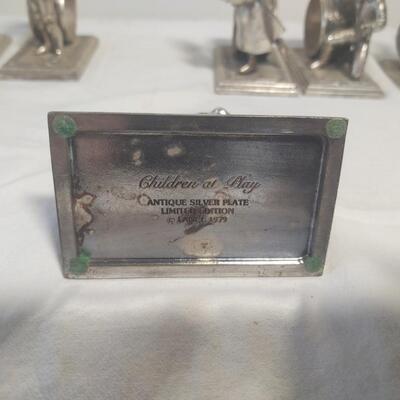 Children at Play
ANTIQUE SILVER PLATE
LIMITED EDITION
© 1979